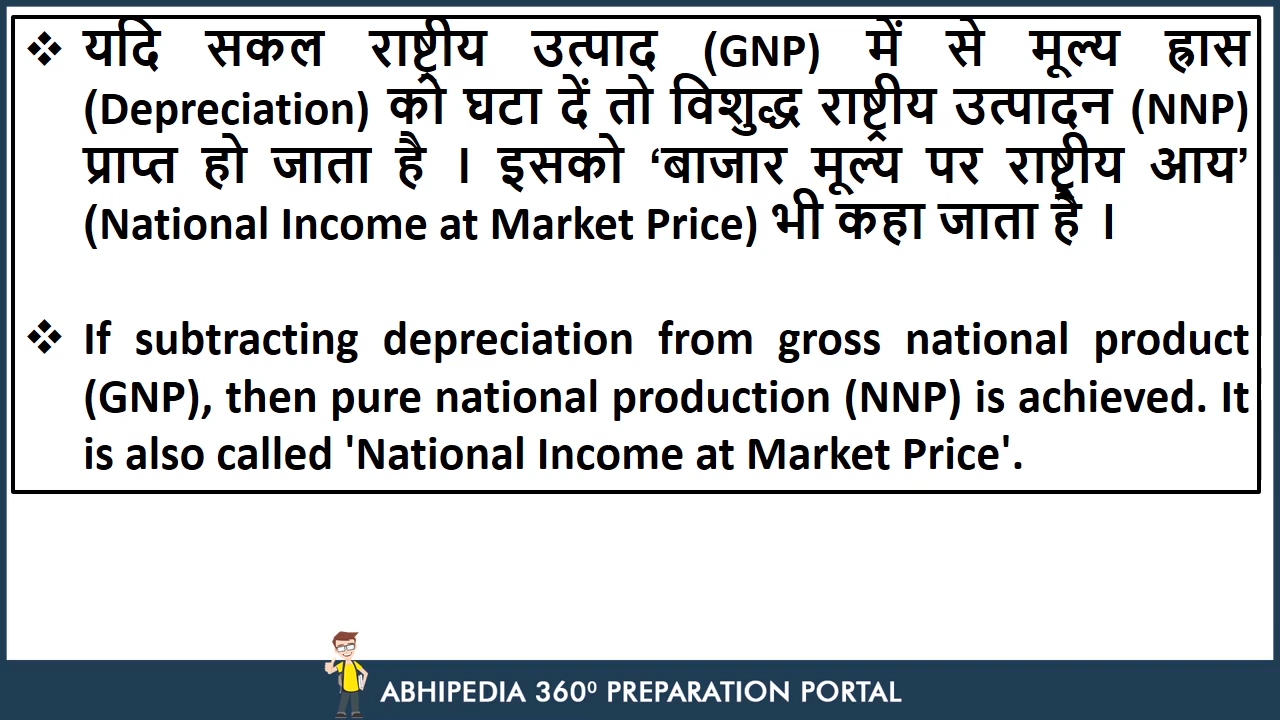 ❖ यदि सकल राष्ट्रीय उत्पाद (GNP) में से मूल्य ह्रास
(Depreciation) को घटा दें तो विशुद्ध राष्ट्रीय उत्पादन (NNP)
प्राप्त हो जाता है । इसको ‘बाजार मूल्य पर राष्ट्रीय आय’
(National Income at Market Price) भी कहा जाता है ।
❖ If subtracting depreciation from gross national product
(GNP), then pure national production (NNP) is achieved. It
is also called 'National Income at Market Price'.
ABHIPEDIA 360⁰ PREPARATION PORTAL